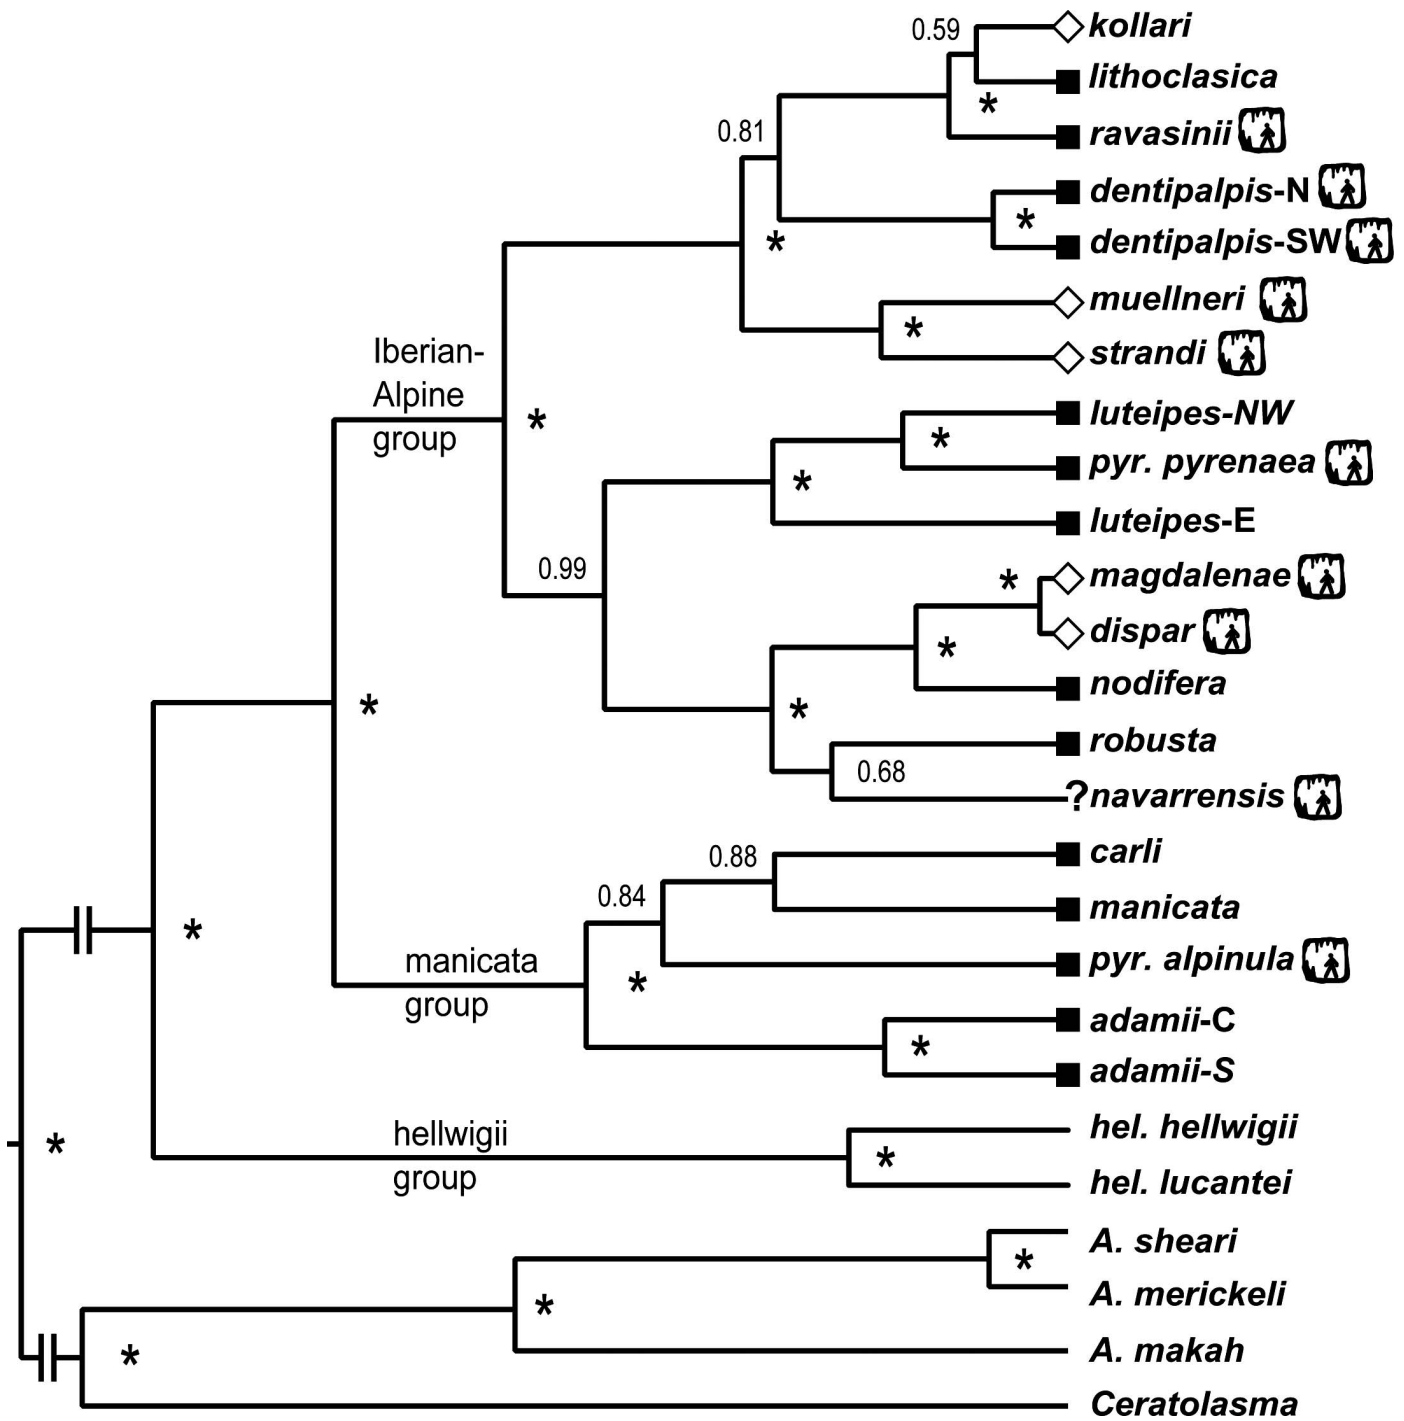 0.59
kollari
lithoclasica
*
0.81
ravasinii
dentipalpis-N
*
*
dentipalpis-SW
muellneri
*
strandi
Iberian-
Alpine
group
*
luteipes-NW
*
pyr. pyrenaea
*
luteipes-E
0.99
*
magdalenae
dispar
*
nodifera
*
*
robusta
0.68
?navarrensis
0.88
carli
0.84
manicata
*
manicata
group
pyr. alpinula
*
adamii-C
*
adamii-S
hellwigii
group
hel. hellwigii
*
*
hel. lucantei
A. sheari
*
A. merickeli
*
A. makah
*
Ceratolasma